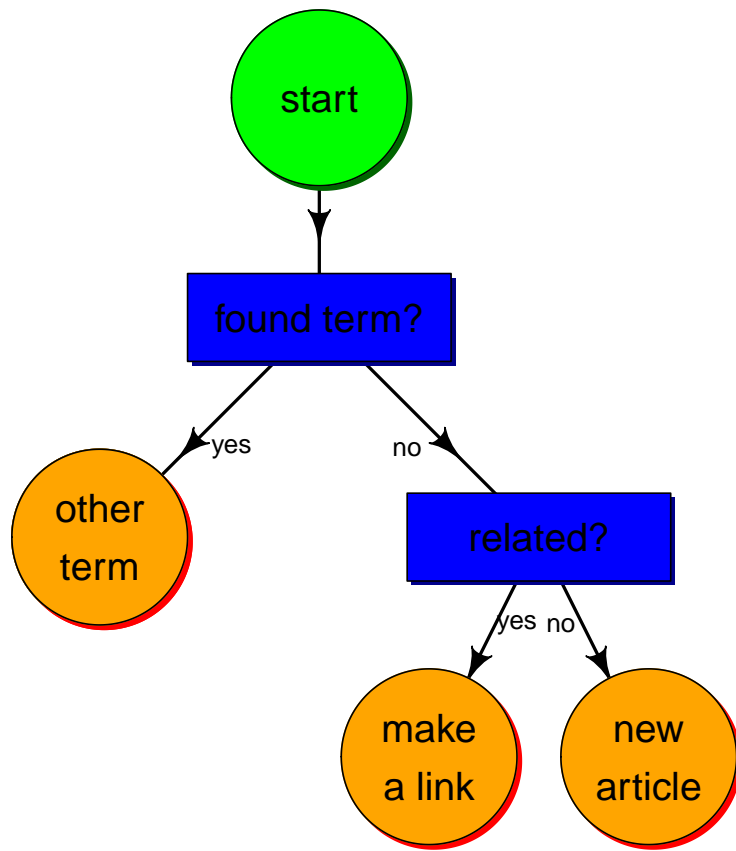 start
found term?
yes
no
other
term
related?
yes
no
make
a link
new
article